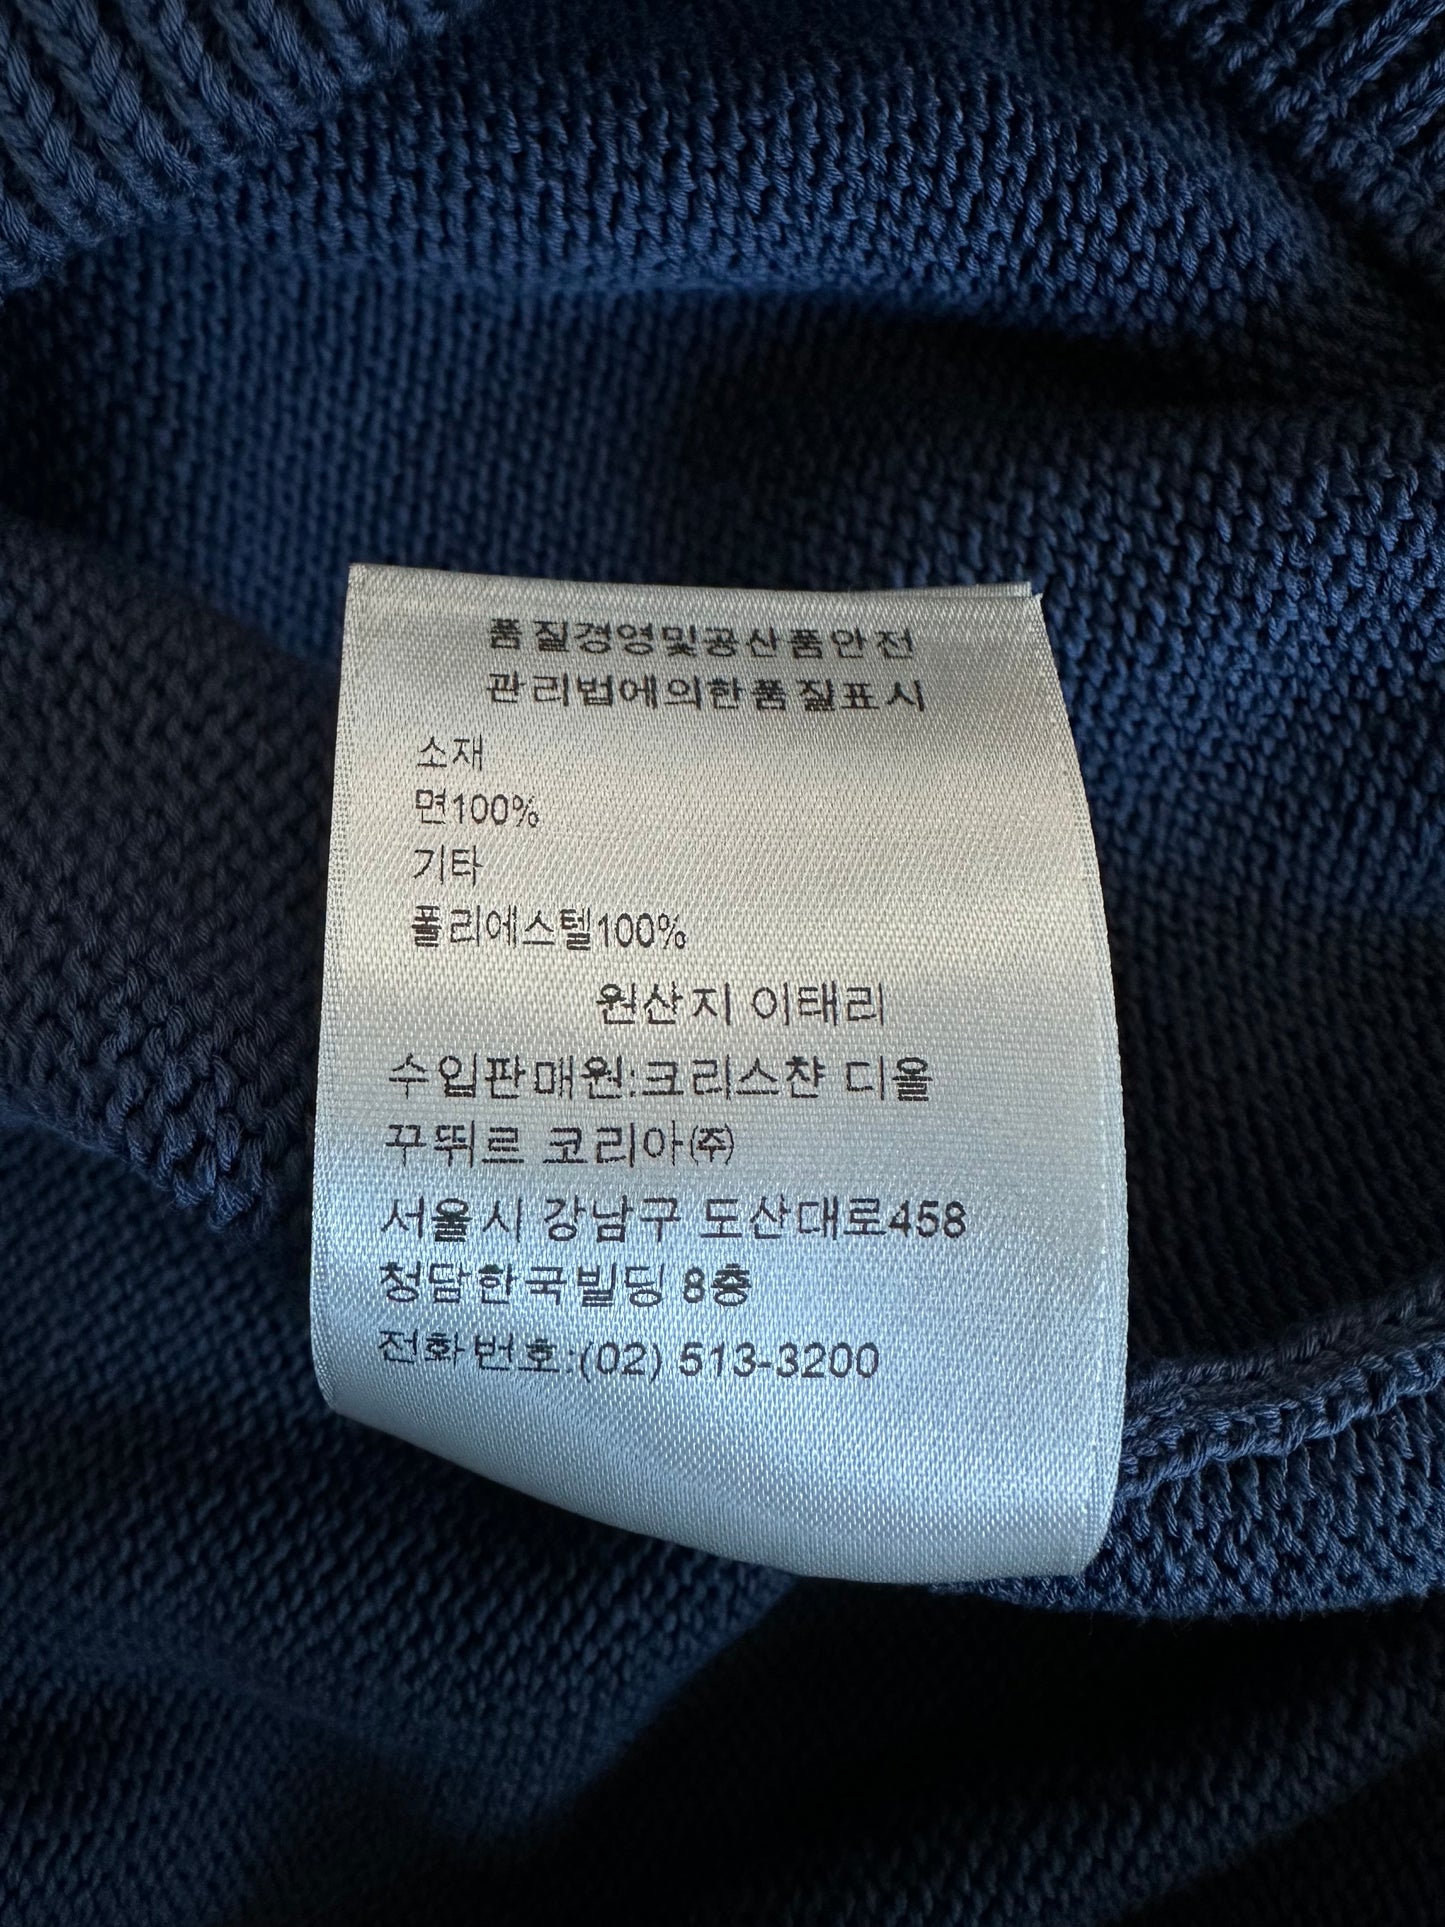 품질경영및공산품안전
관리법에의한품질표시
소재
면100%
기타
폴리에스텔100%
원산지 이태리
수입판매원:크리스챤 디올
꾸뛰르 코리아㈜
서울시 강남구 도산대로458
청담한국빌딩 8층
전화번호:(02) 513-3200